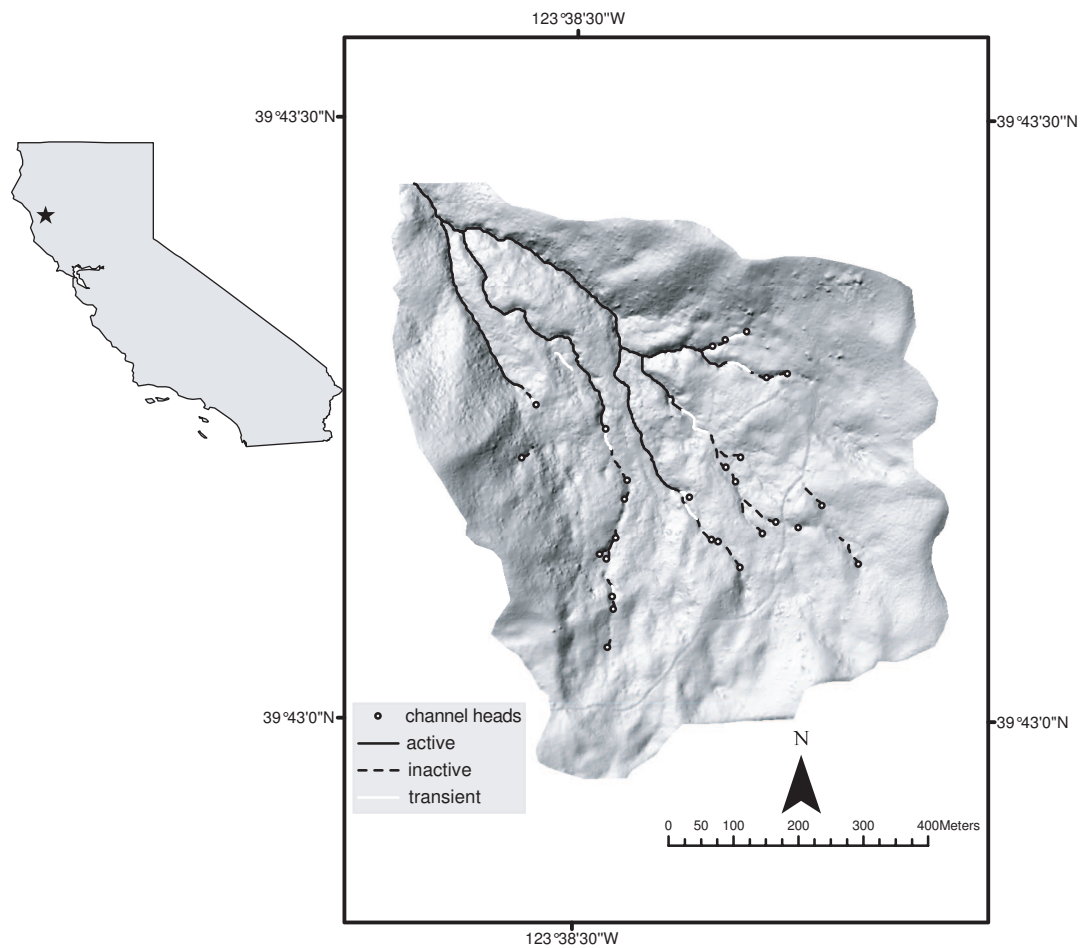 123°38'30"W
39°43'30"N
39°43'30"N
channel heads
active
inactive
transient
39°43'0"N
39°43'0"N
N
0 50 100 200 300 400Meters
123°38'30"W